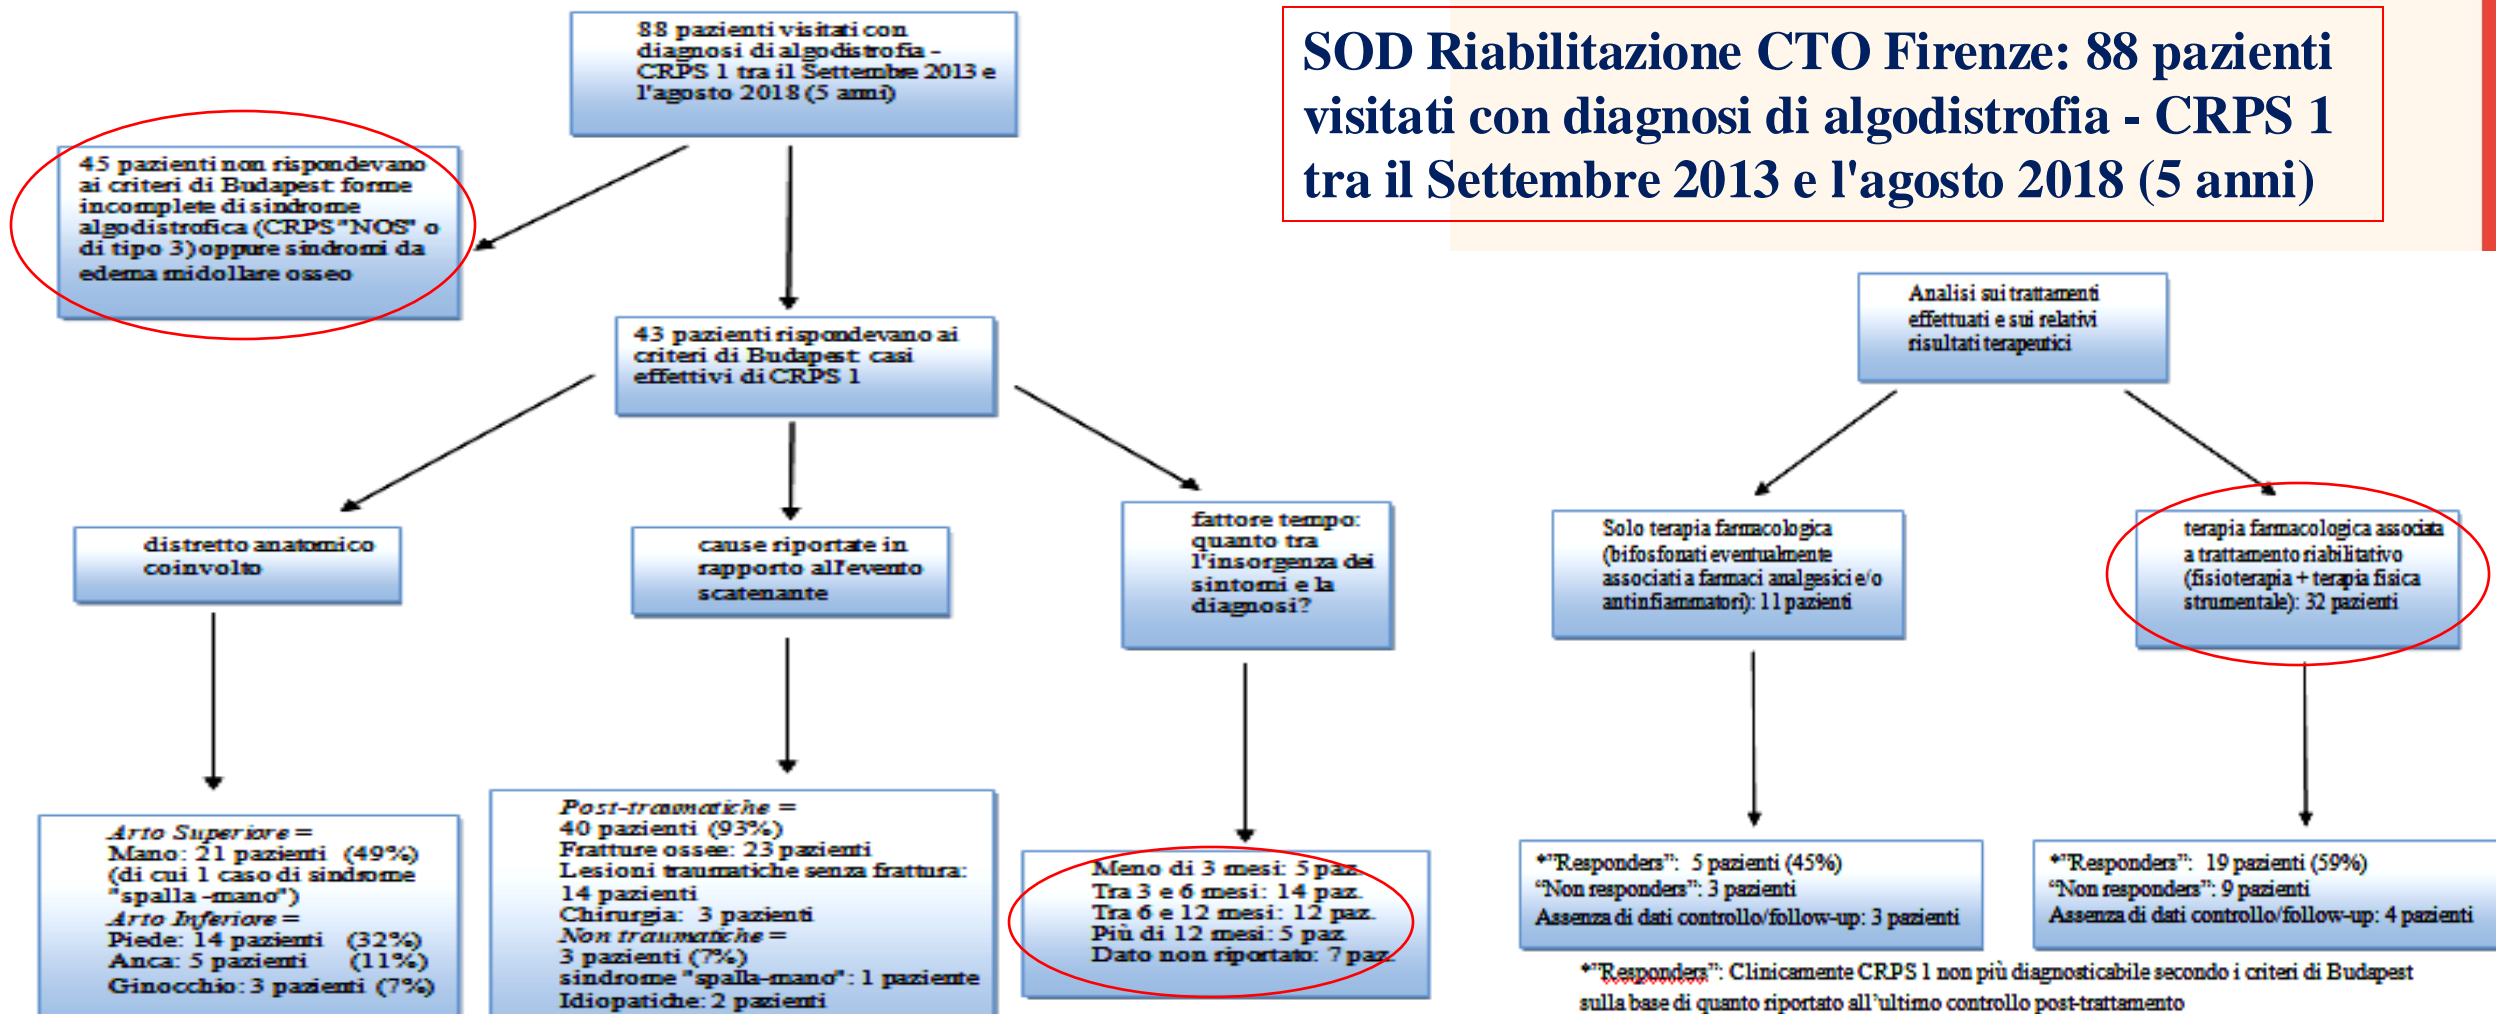 88 pazienti visitati con
diagnosi di algodistrofia -
CRPS 1 tra il Settembre 2013 e
l'agosto 2018 (5 anni)
SOD Riabilitazione CTO Firenze: 88 pazienti
visitati con diagnosi di algodistrofia - CRPS 1
tra il Settembre 2013 e l'agosto 2018 (5 anni)
45 pazienti non rispondevano
ai criteri di Budapest: forme
incomplete di sindrome
algodistrofica (CRPS "NOS" o
di tipo 3) oppure sindromi da
edema midollare osseo
43 pazienti rispondevano ai
criteri di Budapest: casi
effettivi di CRPS 1
distretto anatomico
coinvolto
cause riportate in
rapporto all'evento
scatenante
fattore tempo:
quanto tra
l'insorgenza dei
sintomi e la
diagnosi?
Arto Superiore =
Mano: 21 pazienti (49%)
(di cui 1 caso di sindrome
"spalla -mano")
Arto Inferiore =
Piede: 14 pazienti (32%)
Anca: 5 pazienti (11%)
Ginocchio: 3 pazienti (7%)
Post-traumatiche =
40 pazienti (93%)
Fratture ossee: 23 pazienti
Lesioni traumatiche senza frattura:
14 pazienti
Chirurgia: 3 pazienti
Non traumatiche =
3 pazienti (7%)
sindrome "spalla-mano": 1 paziente
Idiopatiche: 2 pazienti
Meno di 3 mesi: 5 paz.
Tra 3 e 6 mesi: 14 paz.
Tra 6 e 12 mesi: 12 paz.
Più di 12 mesi: 5 paz
Dato non riportato: 7 paz.
Analisi sui trattamenti
effettuati e sui relativi
risultati terapeutici
Solo terapia farmacologica
(bifosfonati eventualmente
associati a farmaci analgesici e/o
antinfiammatori): 11 pazienti
terapia farmacologica associata
a trattamento riabilitativo
(fisioterapia + terapia fisica
strumentale): 32 pazienti
*"Responders": 5 pazienti (45%)
"Non responders": 3 pazienti
Assenza di dati controllo/follow-up: 3 pazienti
*"Responders": 19 pazienti (59%)
"Non responders": 9 pazienti
Assenza di dati controllo/follow-up: 4 pazienti
*"Responders": Clinicamente CRPS 1 non più diagnosticabile secondo i criteri di Budapest
sulla base di quanto riportato all'ultimo controllo post-trattamento